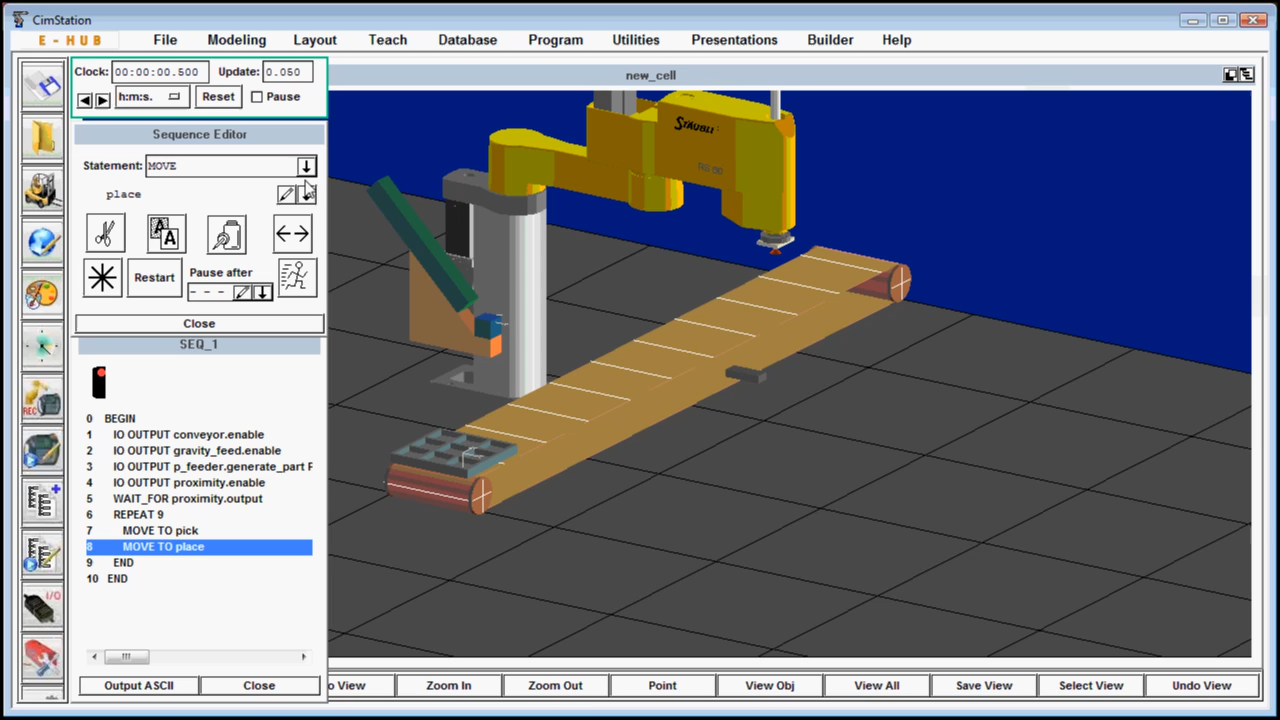 CimStation
E - HUB File Modeling Layout Teach Database Program Utilities Presentations Builder Help
Clock: 00:00:00.500 Update: 0.050
h:m:s. Reset Pause
new_cell
Sequence Editor
Statement: MOVE
place
Restart Pause after
- - -
Close
SEQ_1
0 BEGIN
1 IO OUTPUT conveyor.enable
2 IO OUTPUT gravity_feed.enable
3 IO OUTPUT p_feeder.generate_part F
4 IO OUTPUT proximity.enable
5 WAIT_FOR proximity.output
6 REPEAT 9
7 MOVE TO pick
8 MOVE TO place
9 END
10 END
Output ASCII Close
o View Zoom In Zoom Out Point View Obj View All Save View Select View Undo View
STÄUBLI
REC
I/O
A
A